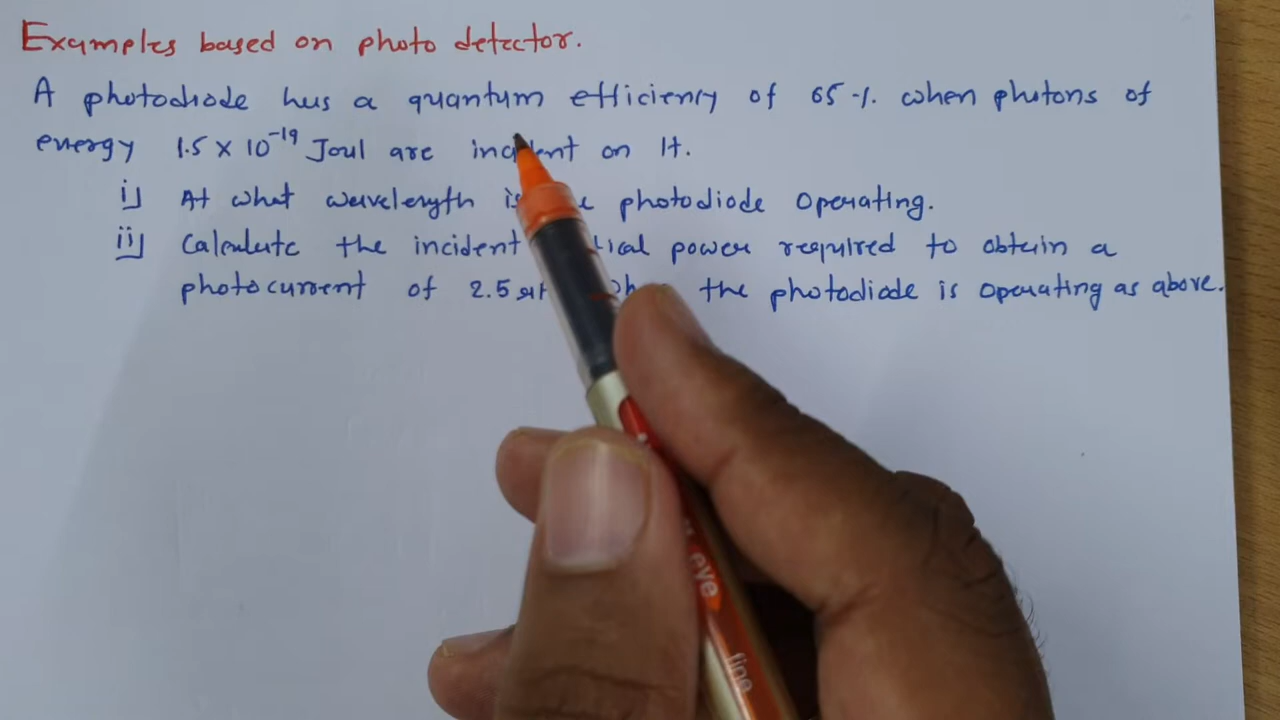 Examples based on photo detector.
A photodiode has a quantum efficiency of 65 %. when photons of
energy 1.5 x 10⁻¹⁹ Joul are incident on It.
i] At what wavelength photodiode operating.
ii] Calculate the incident power required to obtain a
photocurrent of 2.5 the photodiode is operating as above.
eye
fine